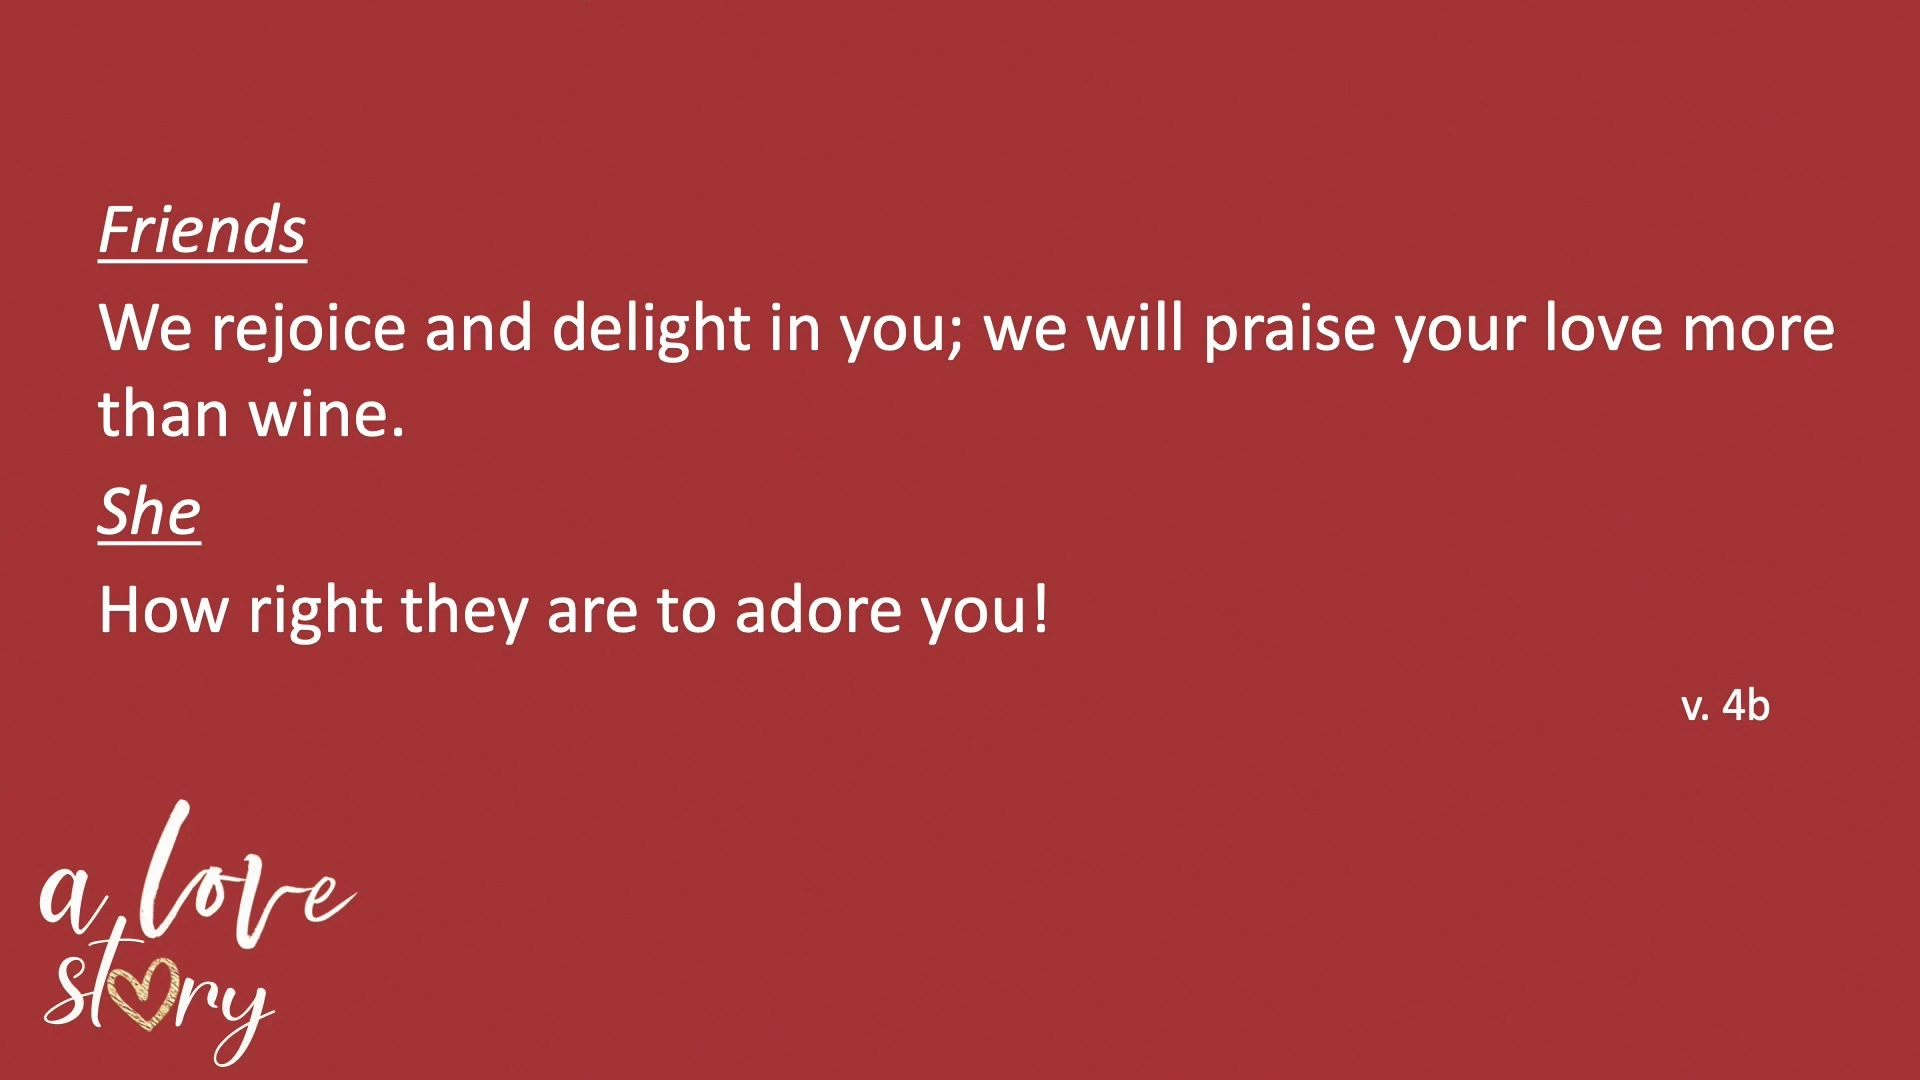 Friends
We rejoice and delight in you; we will praise your love more
than wine.
She
How right they are to adore you!
v. 4b
a love
story